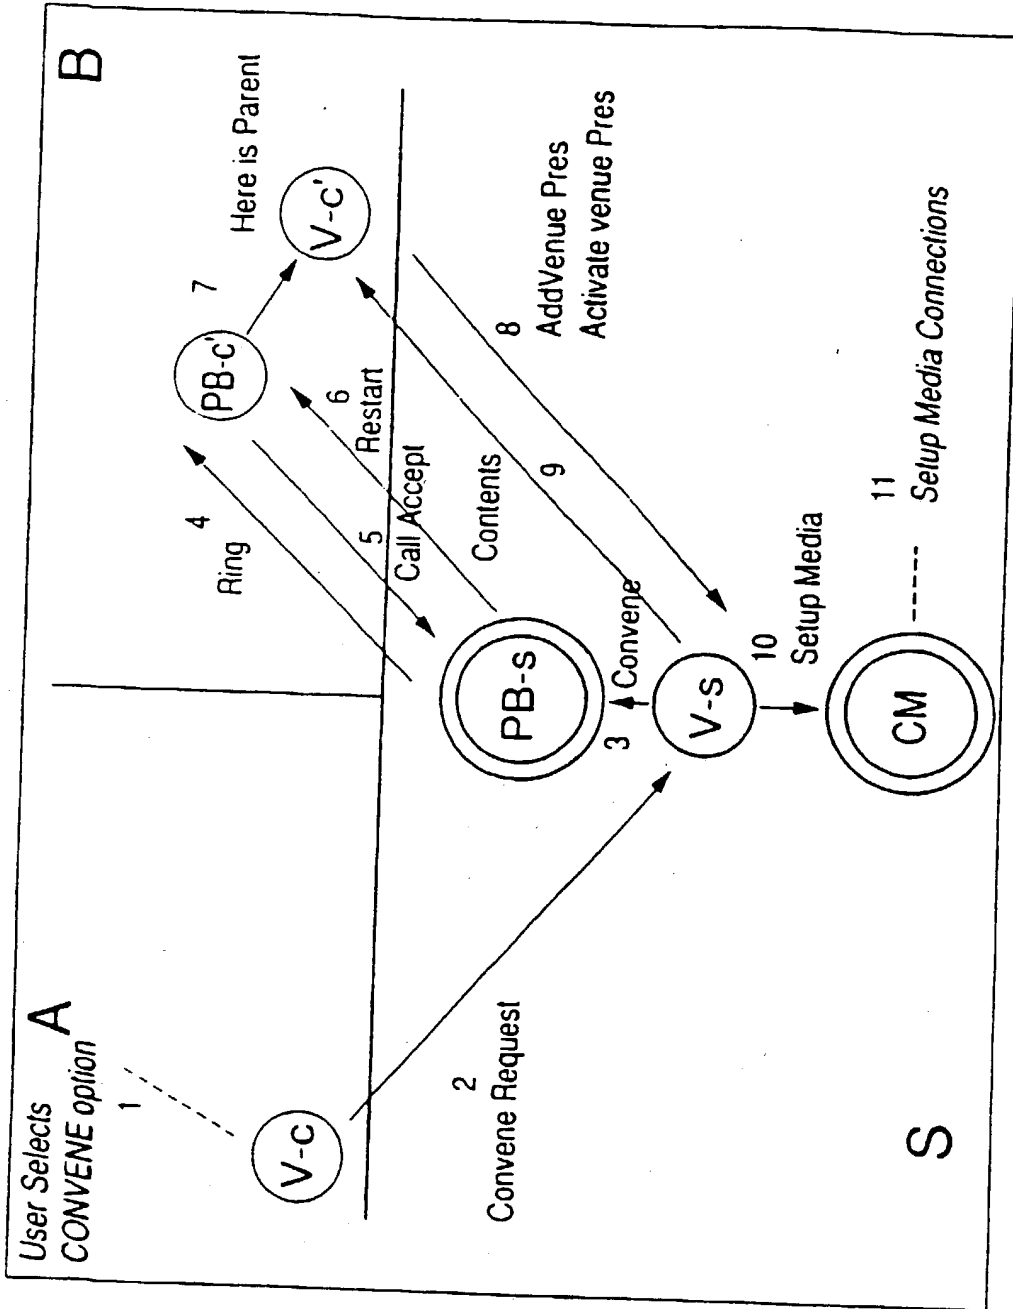 User Selects
CONVENE option
A
1
V-c
B
4
Ring
PB-c'
7
Here is Parent
V-c'
5
Call Accept
6
Restart
2
Convene Request
PB-s
Contents
3
Convene
9
8
AddVenue Pres
Activate venue Pres
V-s
10
Setup Media
CM
11
Setup Media Connections
S